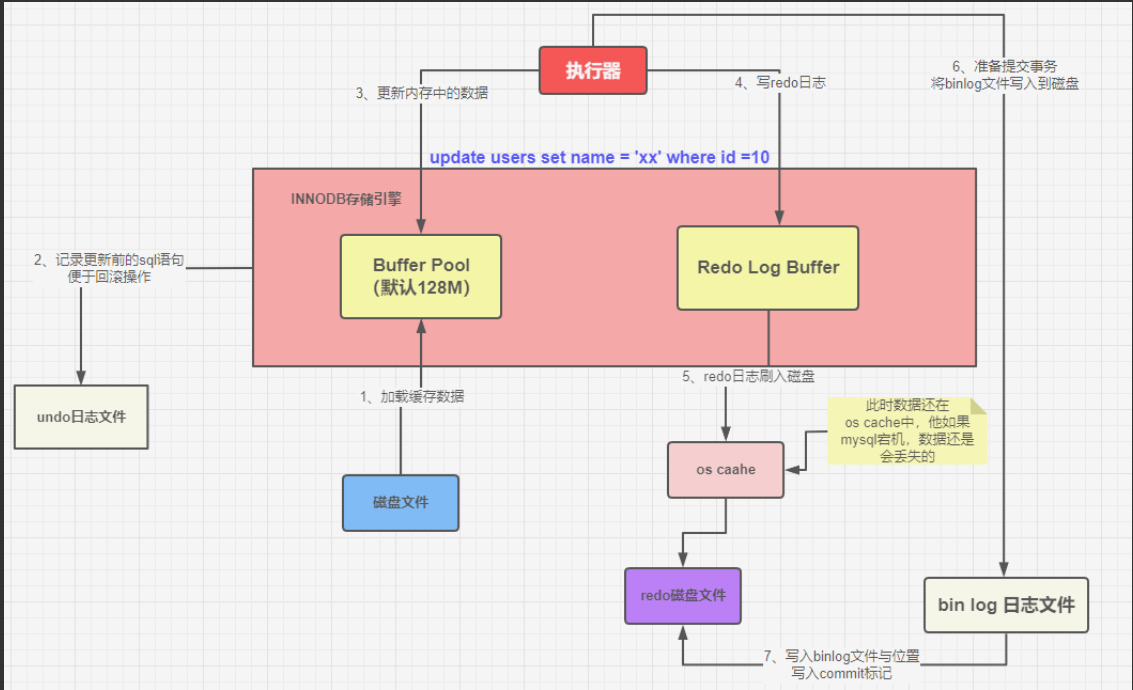 执行器
6、准备提交事务
将binlog文件写入到磁盘
3、更新内存中的数据
4、写redo日志
update users set name = 'xx' where id =10
INNODB存储引擎
2、记录更新前的sql语句
便于回滚操作
Buffer Pool
（默认128M）
Redo Log Buffer
5、redo日志刷入磁盘
1、加载缓存数据
undo日志文件
此时数据还在
os cache中，他如果
mysql宕机，数据还是
会丢失的
os caahe
磁盘文件
redo磁盘文件
bin log 日志文件
7、写入binlog文件与位置
写入commit标记